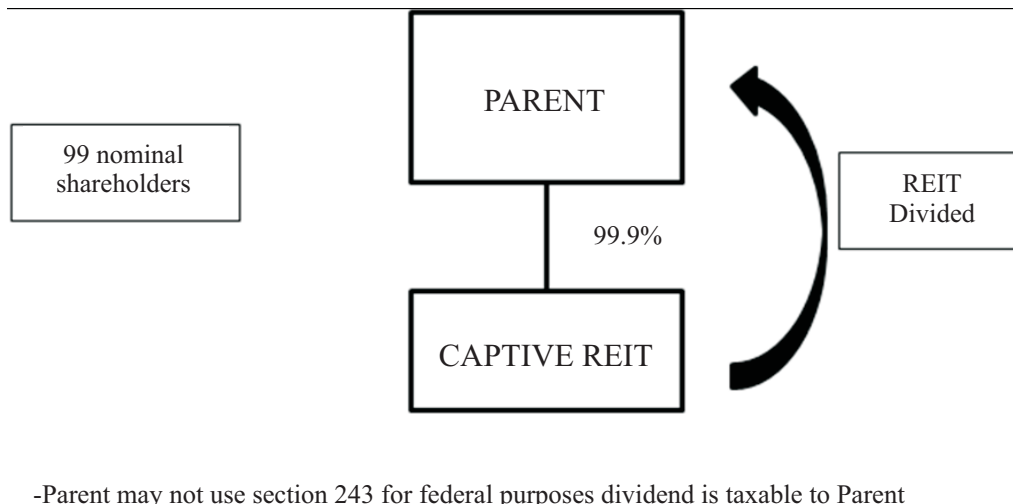 PARENT
99 nominal
shareholders
REIT
Divided
99.9%
CAPTIVE REIT
-Parent may not use section 243 for federal purposes dividend is taxable to Parent